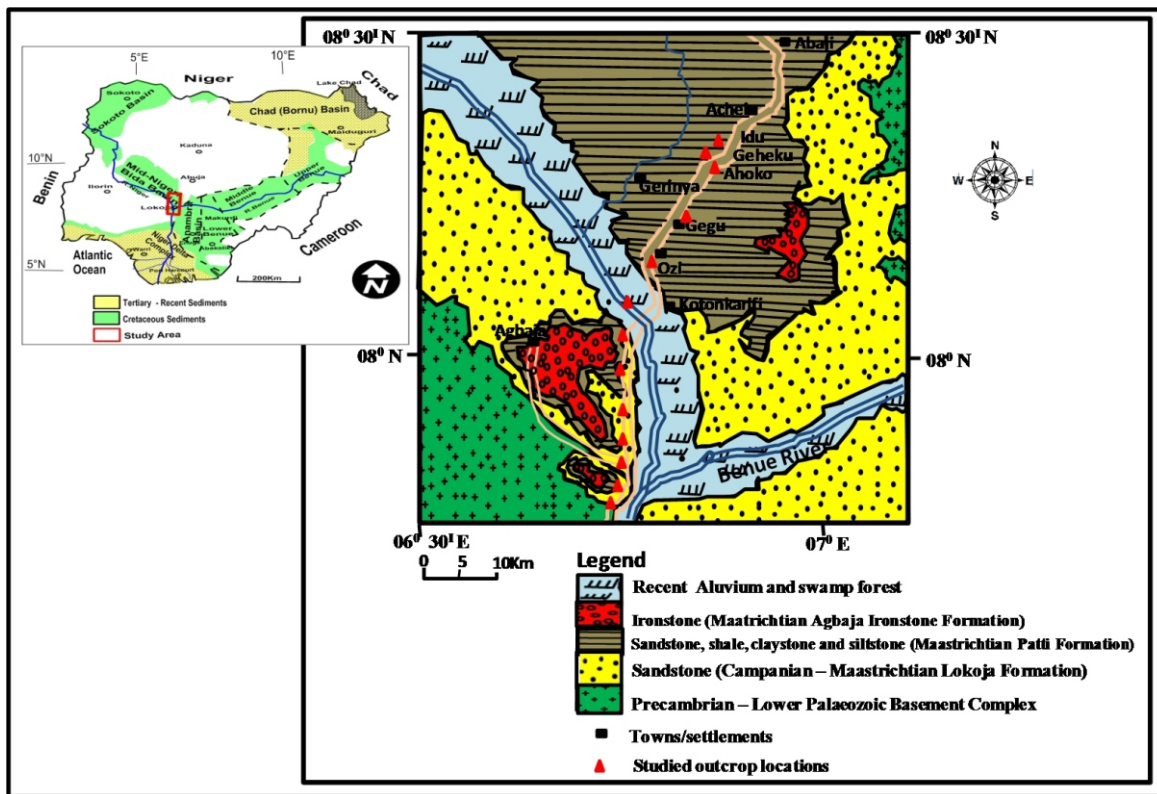 5°E
10°E
Niger
Lake Chad
Chad
Sokoto
Sokoto Basin
Chad (Bornu) Basin
Maiduguri
Kaduna
10°N
Benin
Abuja
Upper Benue
Middle Benue
R. Benue
Makurdi
Anambra Basin
Lower Benue
Cameroon
Atlantic
Ocean
5°N
Port Harcourt
200Km
N
Tertiary - Recent Sediments
Cretaceous Sediments
Study Area
08⁰ 30ᴵ N
08⁰ 30ᴵ N
Abaji
Achel
Idu
Geheku
Ahoko
Gerinya
Gegu
Ozi
Kotonkarifi
Agbaja
08⁰ N
08⁰ N
Benue River
N
W
E
S
06⁰ 30ᴵ E
07⁰ E
0 5 10Km
Legend
Recent Aluvium and swamp forest
Ironstone (Maatrichtian Agbaja Ironstone Formation)
Sandstone, shale, claystone and siltstone (Maastrichtian Patti Formation)
Sandstone (Campanian – Maastrichtian Lokoja Formation)
Precambrian – Lower Palaeozoic Basement Complex
Towns/settlements
Studied outcrop locations